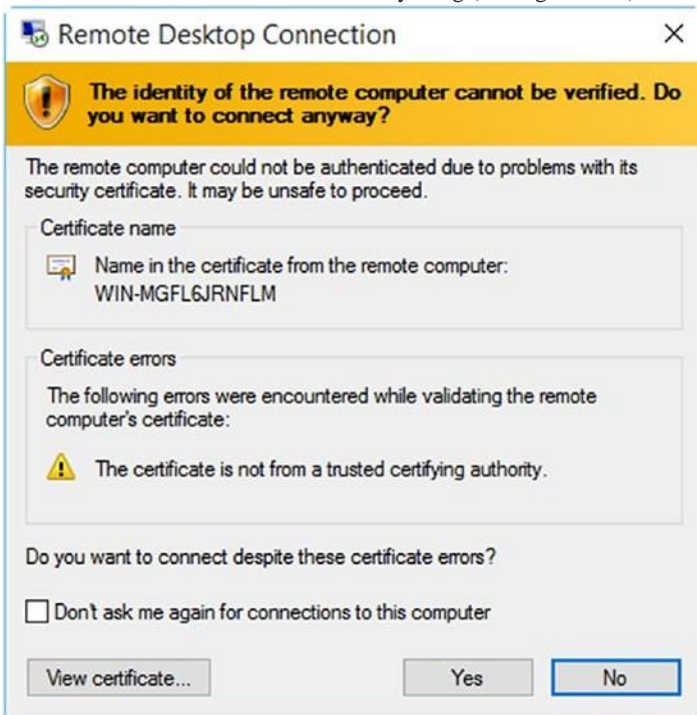 Remote Desktop Connection
The identity of the remote computer cannot be verified. Do
you want to connect anyway?
The remote computer could not be authenticated due to problems with its
security certificate. It may be unsafe to proceed.
Certificate name
Name in the certificate from the remote computer:
WIN-MGFL6JRNFLM
Certificate errors
The following errors were encountered while validating the remote
computer's certificate:
The certificate is not from a trusted certifying authority.
Do you want to connect despite these certificate errors?
Don't ask me again for connections to this computer
View certificate...
Yes
No